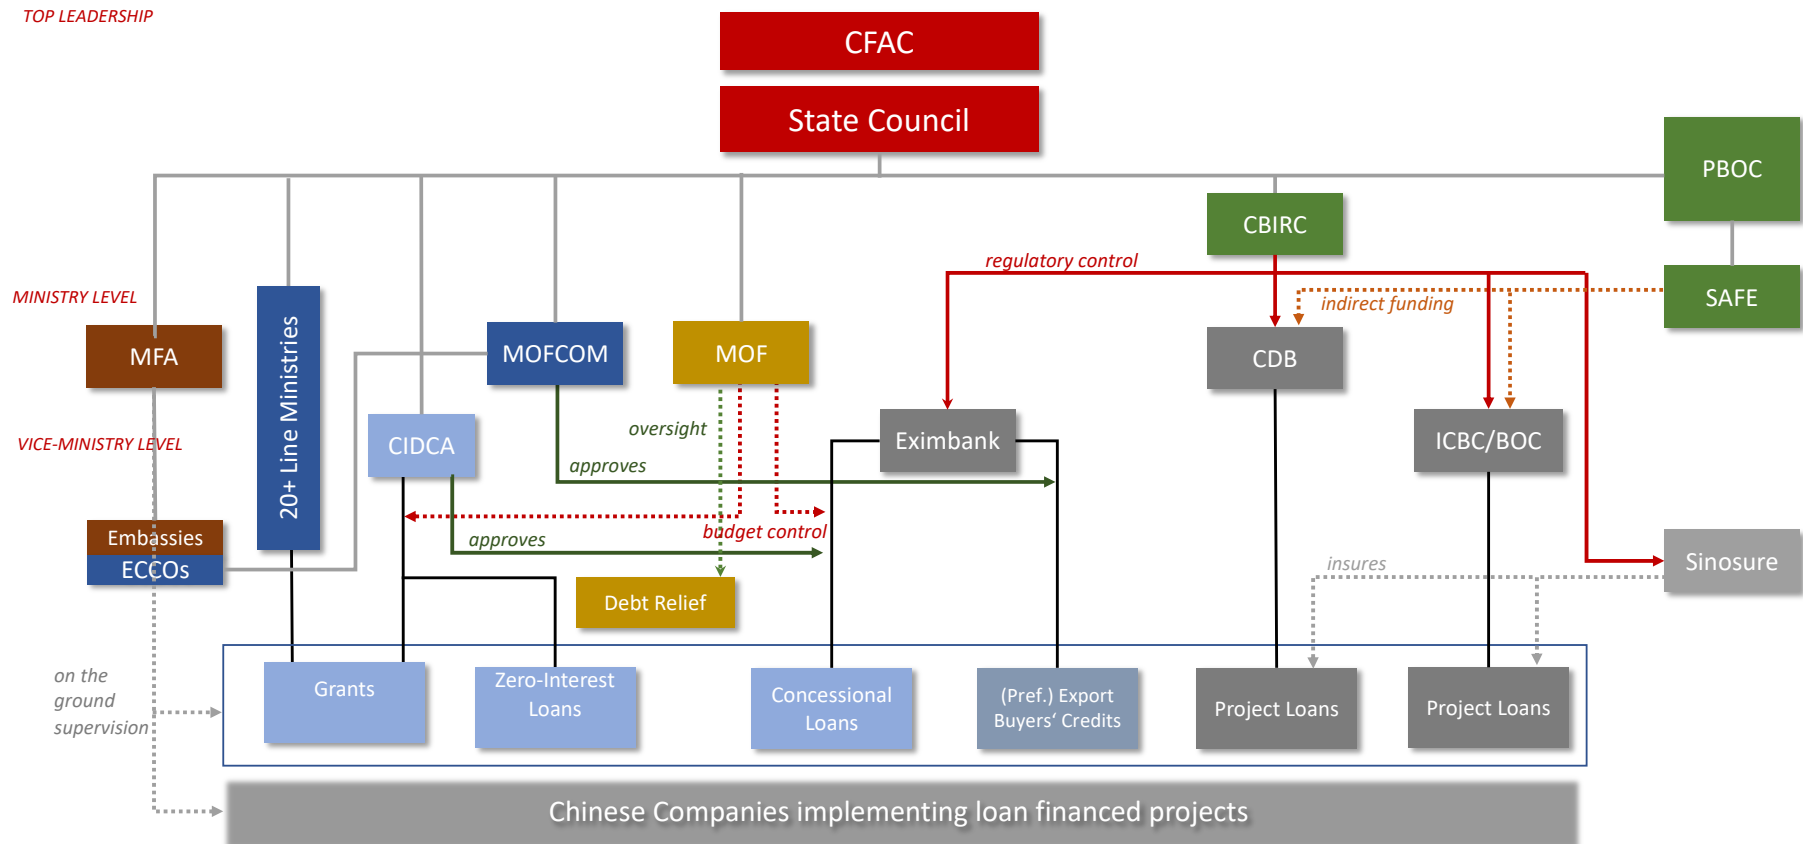 TOP LEADERSHIP
CFAC
State Council
PBOC
CBIRC
regulatory control
MINISTRY LEVEL
indirect funding
SAFE
MFA
20+ Line Ministries
MOFCOM
MOF
CDB
VICE-MINISTRY LEVEL
CIDCA
oversight
approves
Eximbank
ICBC/BOC
budget control
approves
Embassies
ECCOs
insures
Sinosure
Debt Relief
on the
ground
supervision
Grants
Zero-Interest
Loans
Concessional
Loans
(Pref.) Export
Buyers‘ Credits
Project Loans
Project Loans
Chinese Companies implementing loan financed projects